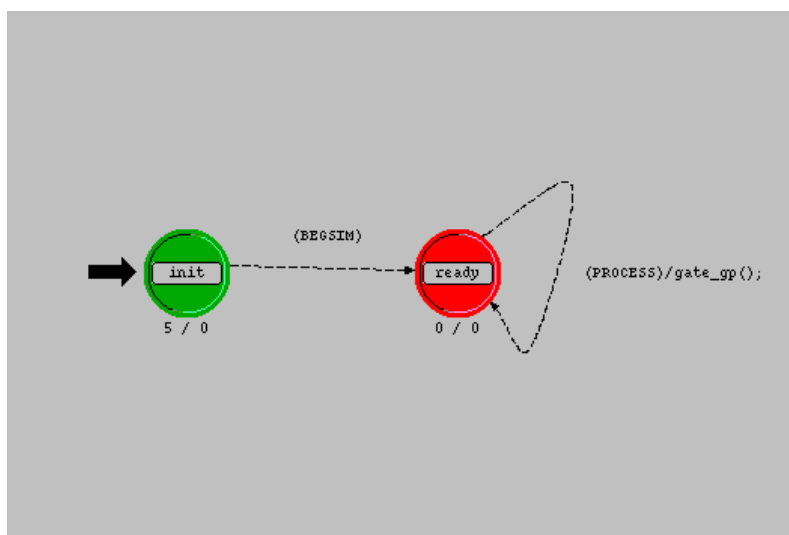 (BEGSIM)
init
ready
(PROCESS)/gate_gp();
5 / 0
0 / 0